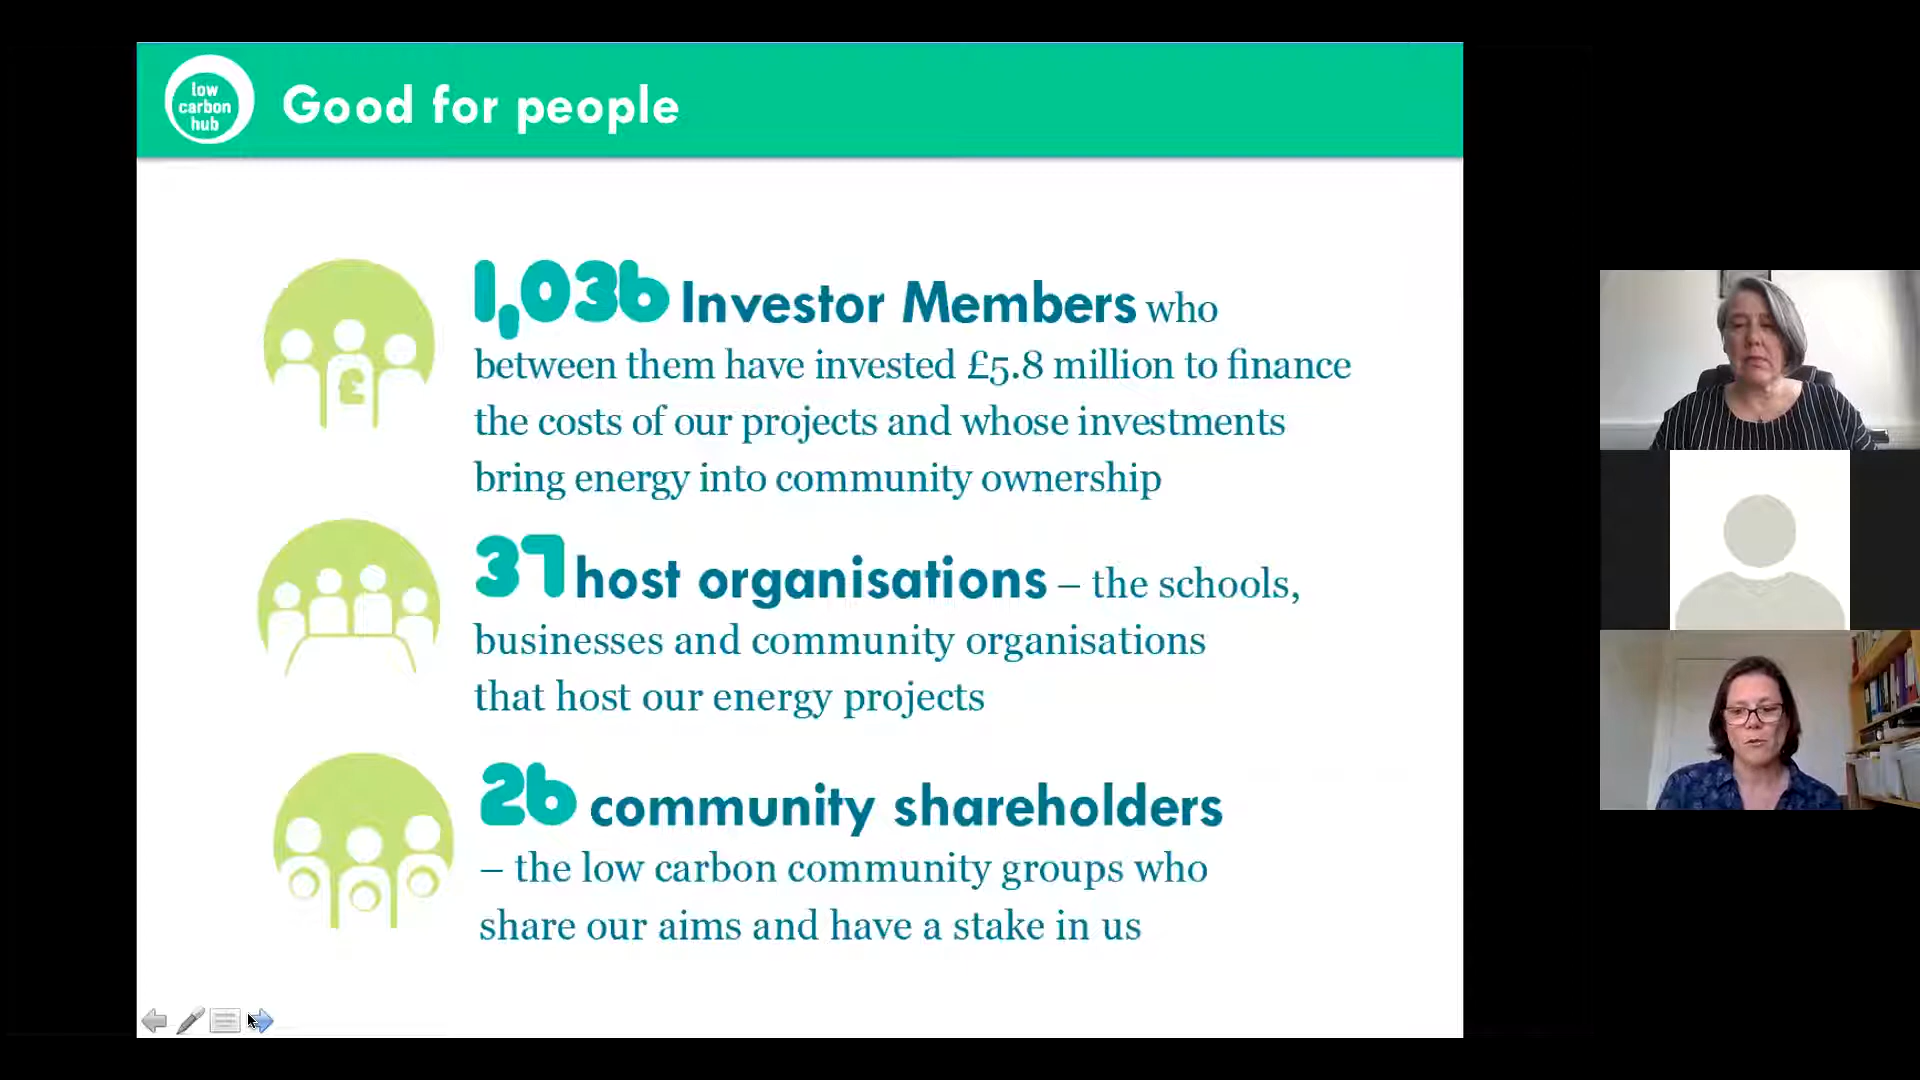 low
carbon
hub
Good for people
1,036 Investor Members who
between them have invested £5.8 million to finance
the costs of our projects and whose investments
bring energy into community ownership
£
37 host organisations – the schools,
businesses and community organisations
that host our energy projects
26 community shareholders
– the low carbon community groups who
share our aims and have a stake in us